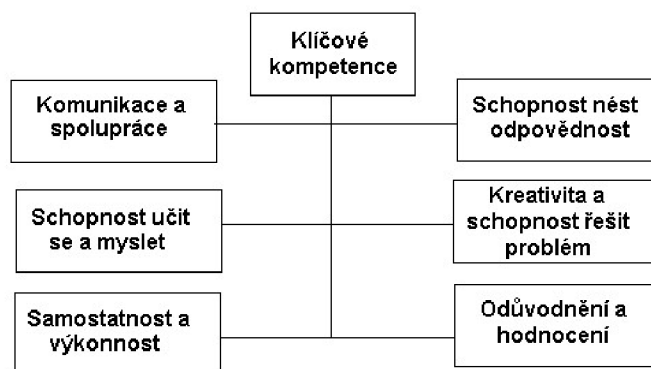 Klíčové
kompetence
Komunikace a
spolupráce
Schopnost nést
odpovědnost
Schopnost učit
se a myslet
Kreativita a
schopnost řešit
problém
Samostatnost a
výkonnost
Odůvodnění a
hodnocení